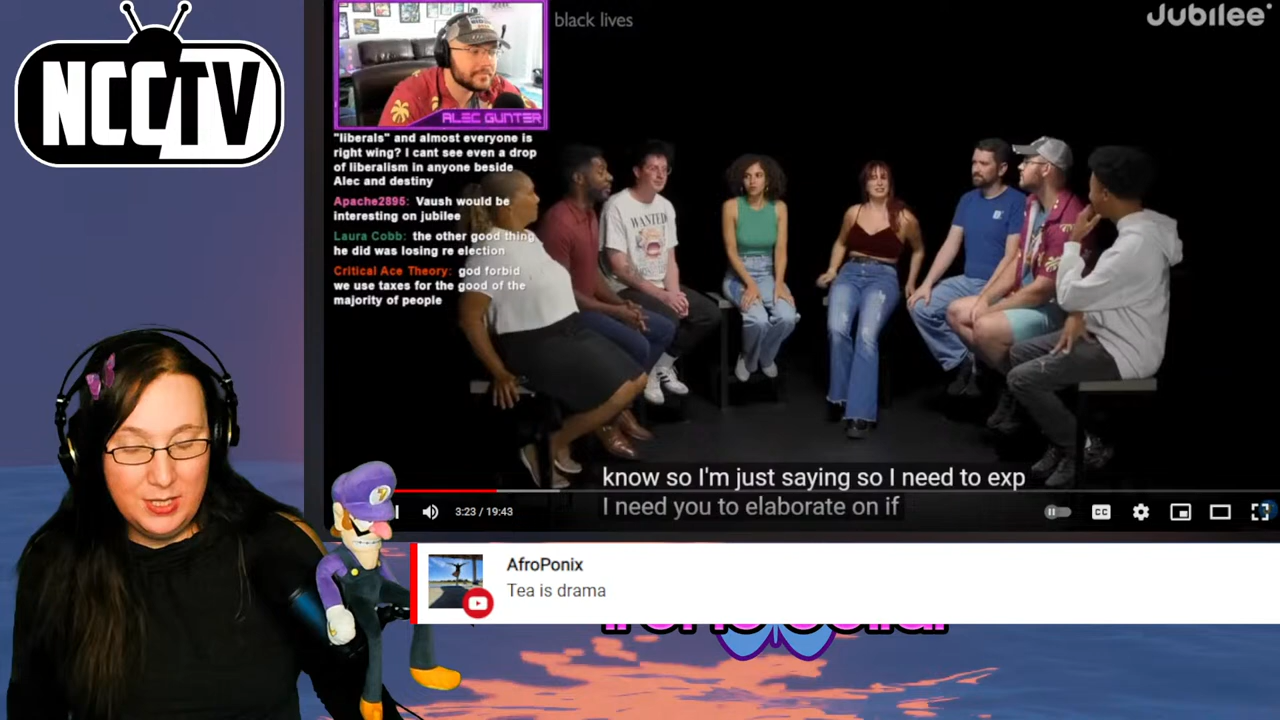 NCCTV
black lives
Jubilee
ALEC GUNTER
"liberals" and almost everyone is
right wing? I cant see even a drop
of liberalism in anyone beside
Alec and destiny
Apache2895: Vaush would be
interesting on jubilee
Laura Cobb: the other good thing
he did was losing re election
Critical Ace Theory: god forbid
we use taxes for the good of the
majority of people
WANTED
know so I'm just saying so I need to exp
I need you to elaborate on if
3:23 / 19:43
CC
AfroPonix
Tea is drama